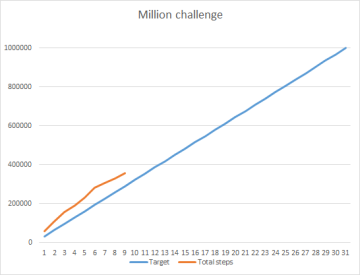 Million challenge
1000000
800000
600000
400000
200000
0
1 2 3 4 5 6 7 8 9 10 11 12 13 14 15 16 17 18 19 20 21 22 23 24 25 26 27 28 29 30 31
Target Total steps